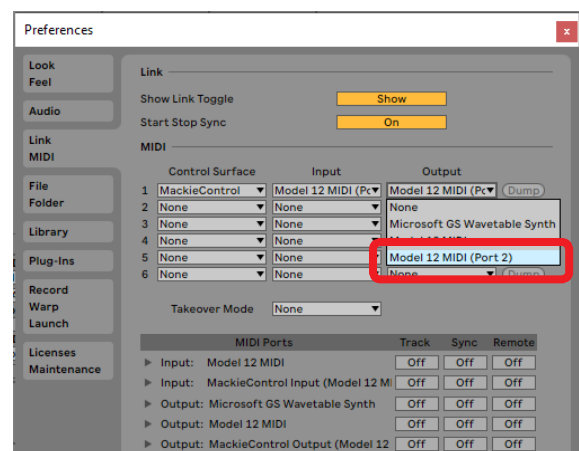 Preferences
x
Look
Feel
Audio
Link
MIDI
File
Folder
Library
Plug-Ins
Record
Warp
Launch
Licenses
Maintenance
Link
Show Link Toggle Show
Start Stop Sync On
MIDI
Control Surface Input Output
1 MackieControl Model 12 MIDI (Po Model 12 MIDI (Po Dump
2 None None
3 None None
4 None None
5 None None
6 None None None Dump
None
Microsoft GS Wavetable Synth
Model 12 MIDI (Port 2)
Takeover Mode None
MIDI Ports Track Sync Remote
Input: Model 12 MIDI Off Off Off
Input: MackieControl Input (Model 12 MI Off Off Off
Output: Microsoft GS Wavetable Synth Off Off Off
Output: Model 12 MIDI Off Off Off
Output: MackieControl Output (Model 12 Off Off Off